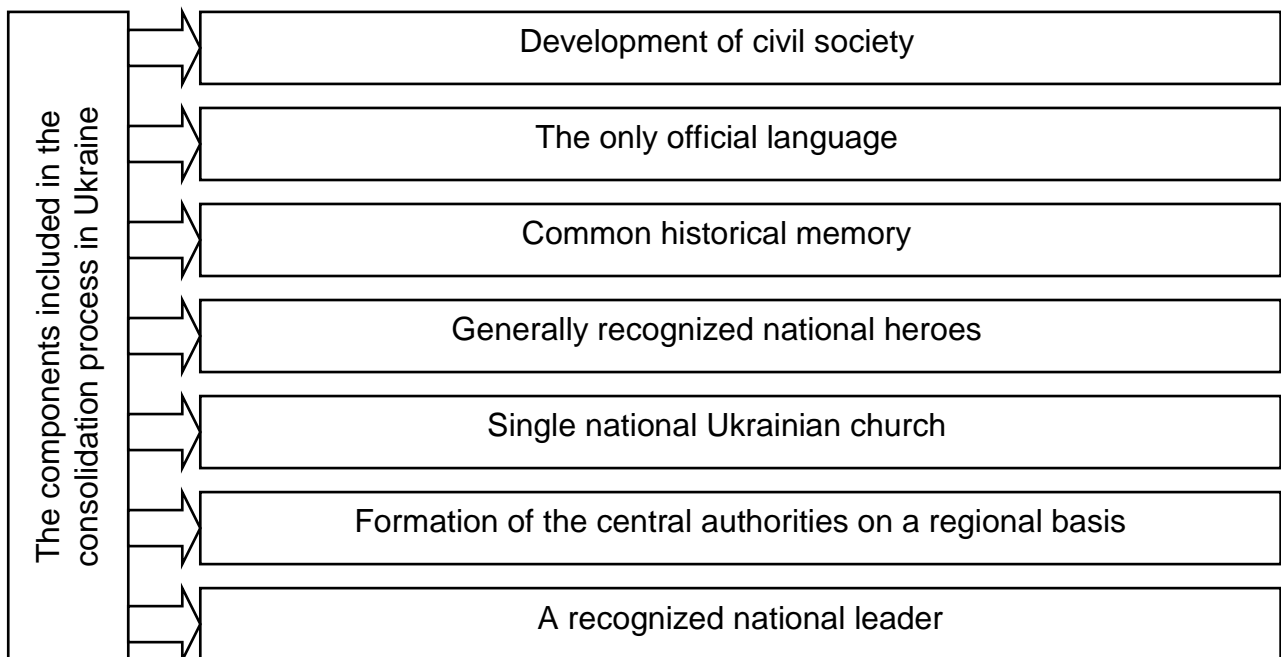 The components included in the
consolidation process in Ukraine
Development of civil society
The only official language
Common historical memory
Generally recognized national heroes
Single national Ukrainian church
Formation of the central authorities on a regional basis
A recognized national leader